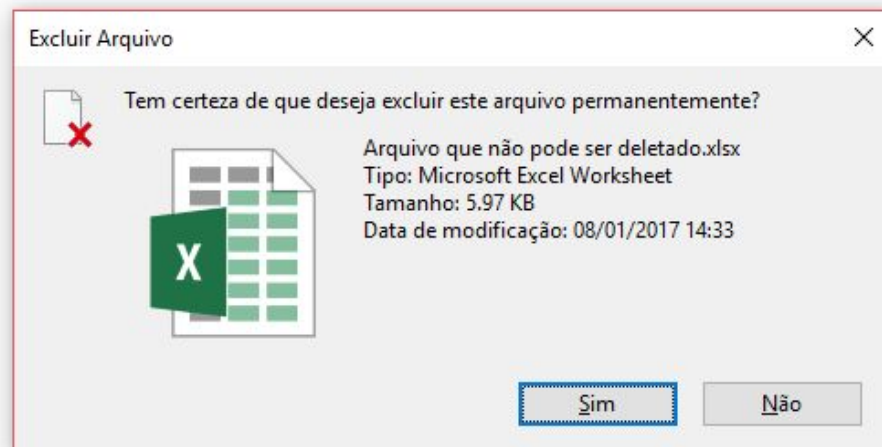 Excluir Arquivo
Tem certeza de que deseja excluir este arquivo permanentemente?
Arquivo que não pode ser deletado.xlsx
Tipo: Microsoft Excel Worksheet
Tamanho: 5.97 KB
Data de modificação: 08/01/2017 14:33
X
Sim
Não